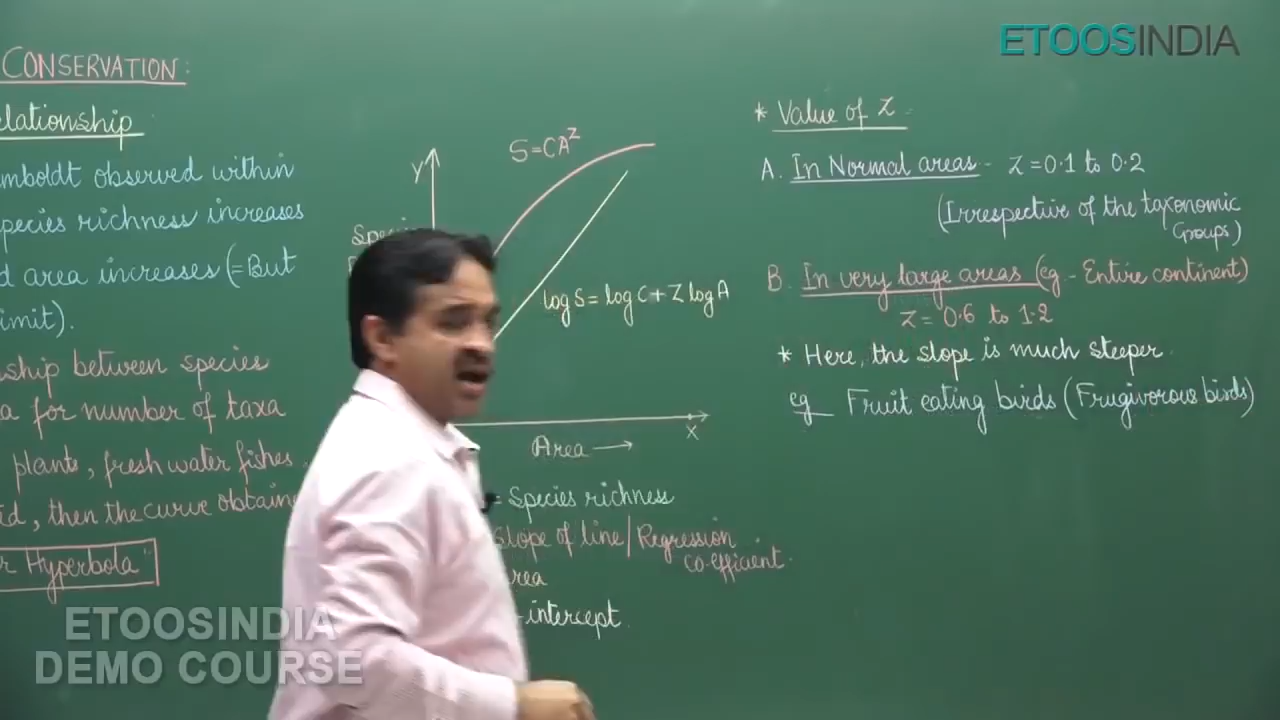 ETOOSINDIA
CONSERVATION:
elationship
mboldt observed within
pecies richness increases
d area increases (=But
imit).
ship between species
a for number of taxa
plants, fresh water fishes.
id, then the curve obtaine
r Hyperbola"
Y
S=CA^Z
Speci
log S = log C + Z log A
Area →
X
= Species richness
Slope of line / Regression
co-efficient.
rea
-intercept.
* Value of Z :
A. In Normal areas - Z = 0.1 to 0.2
(Irrespective of the taxonomic
Groups)
B. In very large areas (eg - Entire continent)
Z = 0.6 to 1.2
* Here, the slope is much steeper.
eg Fruit eating birds (Frugivorous birds)
ETOOSINDIA
DEMO COURSE